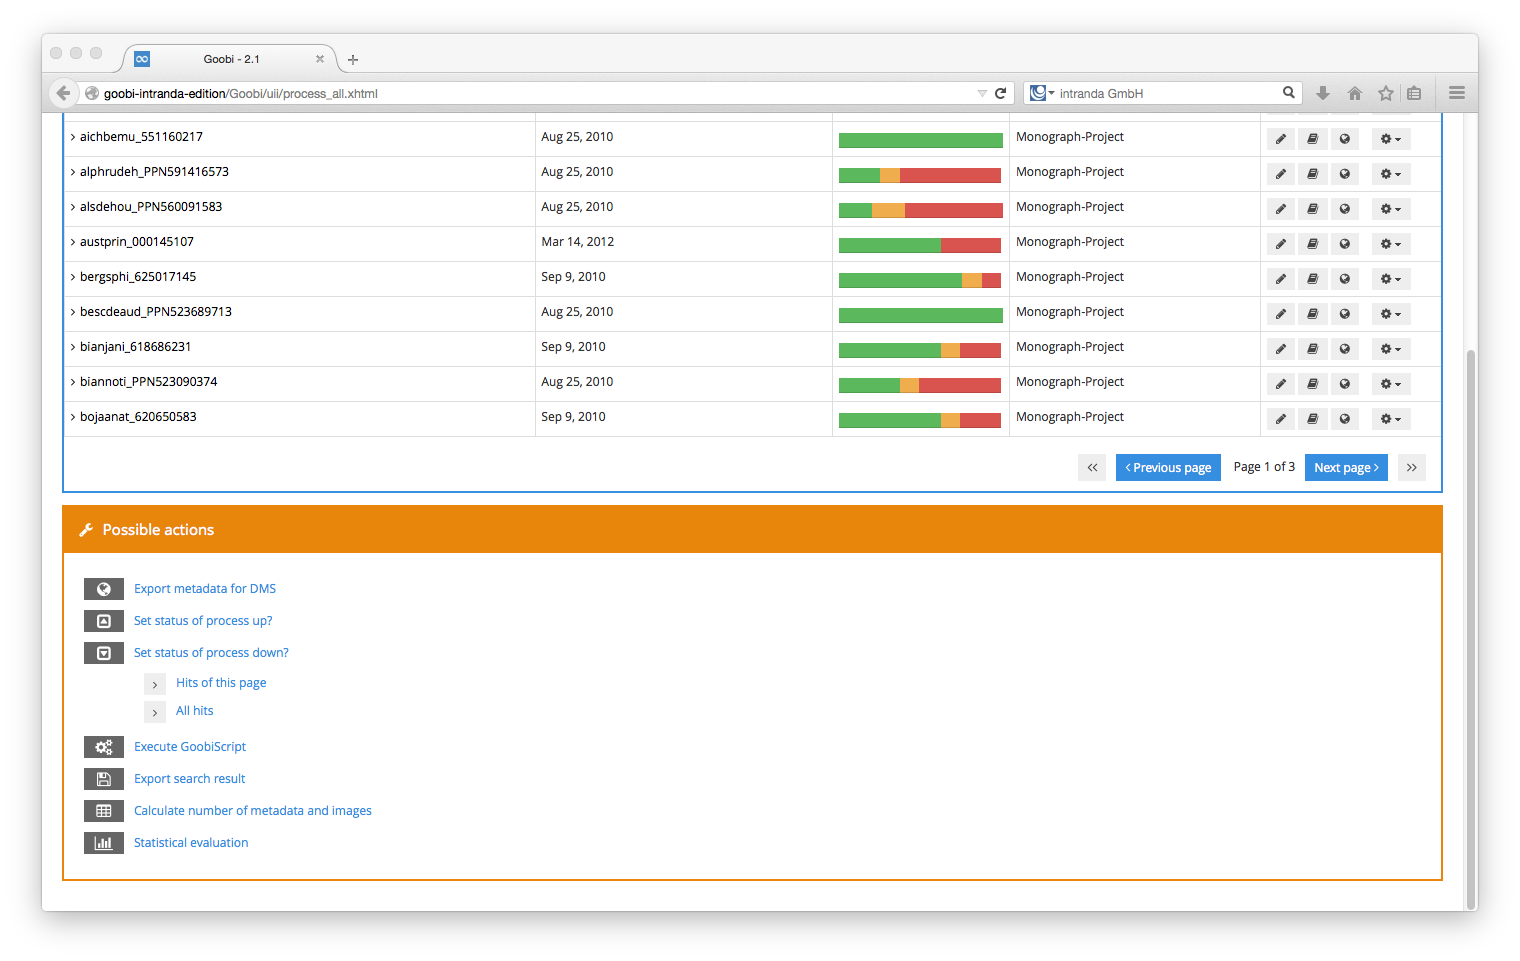 Goobi - 2.1
goobi-intranda-edition/Goobi/uii/process_all.xhtml
intranda GmbH
aichbemu_551160217 Aug 25, 2010 Monograph-Project
alphrudeh_PPN591416573 Aug 25, 2010 Monograph-Project
alsdehou_PPN560091583 Aug 25, 2010 Monograph-Project
austprin_000145107 Mar 14, 2012 Monograph-Project
bergsphi_625017145 Sep 9, 2010 Monograph-Project
bescdeaud_PPN523689713 Aug 25, 2010 Monograph-Project
bianjani_618686231 Sep 9, 2010 Monograph-Project
biannoti_PPN523090374 Aug 25, 2010 Monograph-Project
bojaanat_620650583 Sep 9, 2010 Monograph-Project
Previous page Page 1 of 3 Next page
Possible actions
Export metadata for DMS
Set status of process up?
Set status of process down?
Hits of this page
All hits
Execute GoobiScript
Export search result
Calculate number of metadata and images
Statistical evaluation